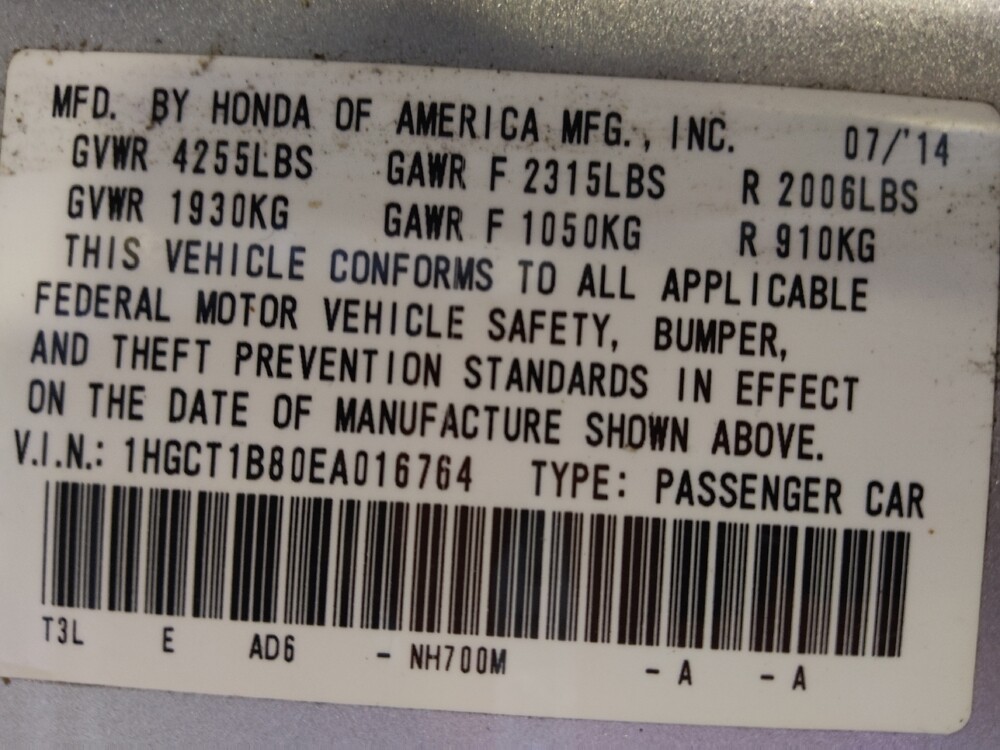 MFD. BY HONDA OF AMERICA MFG., INC. 07/'14
GVWR 4255LBS GAWR F 2315LBS R 2006LBS
GVWR 1930KG GAWR F 1050KG R 910KG
THIS VEHICLE CONFORMS TO ALL APPLICABLE
FEDERAL MOTOR VEHICLE SAFETY, BUMPER,
AND THEFT PREVENTION STANDARDS IN EFFECT
ON THE DATE OF MANUFACTURE SHOWN ABOVE.
V.I.N.: 1HGCT1B80EA016764 TYPE: PASSENGER CAR
T3L E AD6 - NH700M - A - A